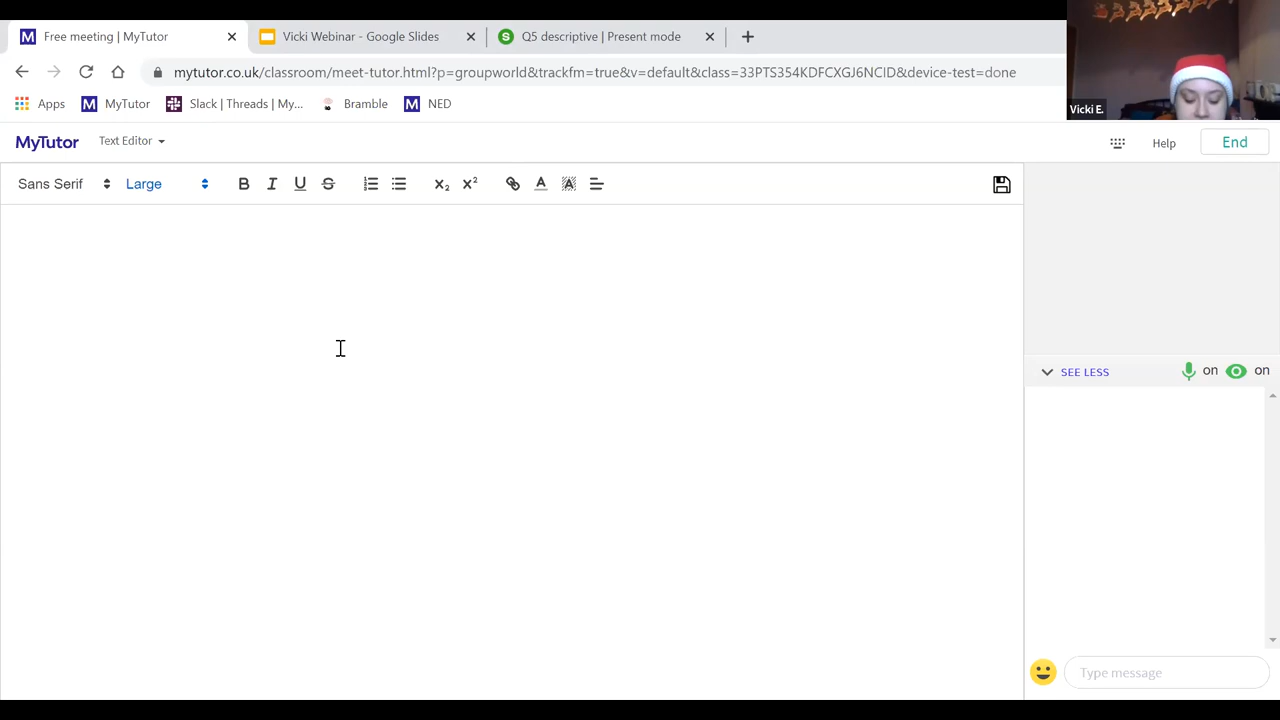 M Free meeting | MyTutor
Vicki Webinar - Google Slides
S Q5 descriptive | Present mode
mytutor.co.uk/classroom/meet-tutor.html?p=groupworld&trackfm=true&v=default&class=33PTS354KDFCXGJ6NCID&device-test=done
Apps M MyTutor Slack | Threads | My... Bramble M NED
Vicki E.
MyTutor Text Editor Help End
Sans Serif Large B I U S X₂ X² A A
SEE LESS on on
Type message